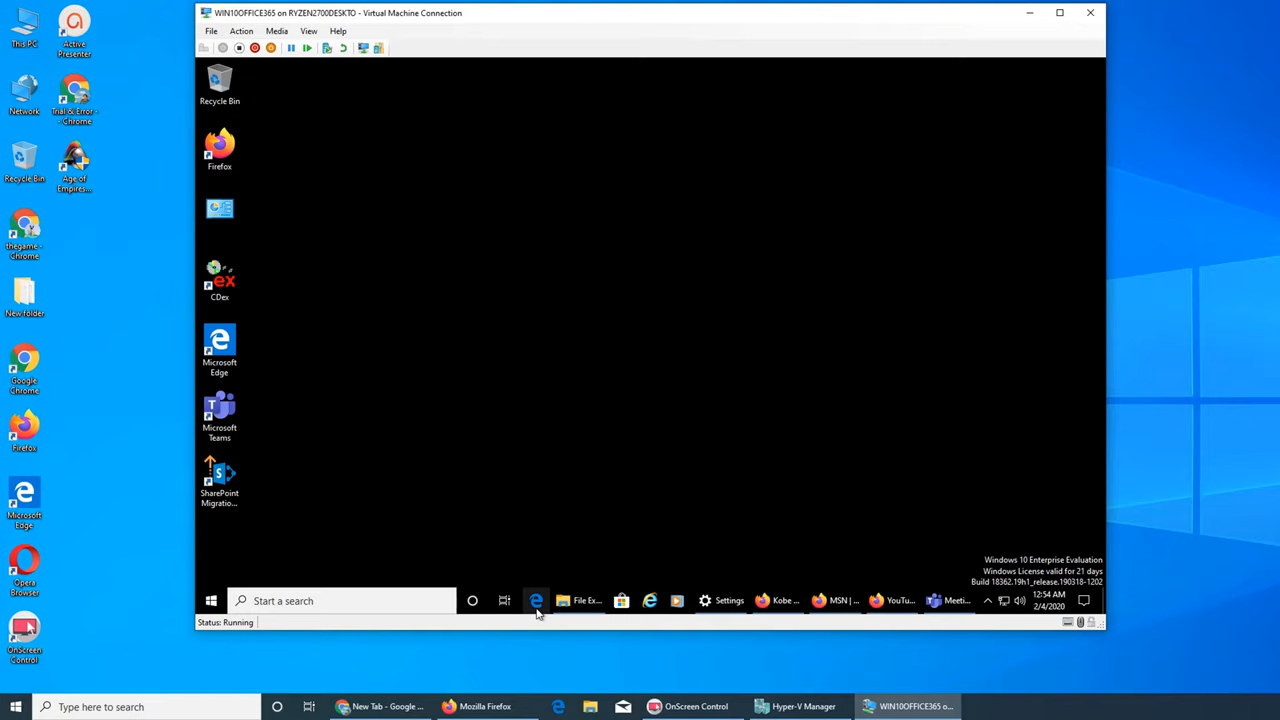 WIN10OFFICE365 on RYZEN2700DESKTO - Virtual Machine Connection
File Action Media View Help
This PC
Active
Presenter
Network
Trial & Error -
- Chrome
Recycle Bin
Age of
Empires...
thegame -
Chrome
New folder
Google
Chrome
Firefox
Microsoft
Edge
Opera
Browser
OnScreen
Control
Recycle Bin
Firefox
CDex
Microsoft
Edge
Microsoft
Teams
SharePoint
Migratio...
Windows 10 Enterprise Evaluation
Windows License valid for 21 days
Build 18362.19h1_release.190318-1202
Start a search
File Ex...
Settings
Kobe ...
MSN | ...
YouTu...
Meeti...
12:54 AM
2/4/2020
Status: Running
Type here to search
New Tab - Google ...
Mozilla Firefox
OnScreen Control
Hyper-V Manager
WIN10OFFICE365 o...